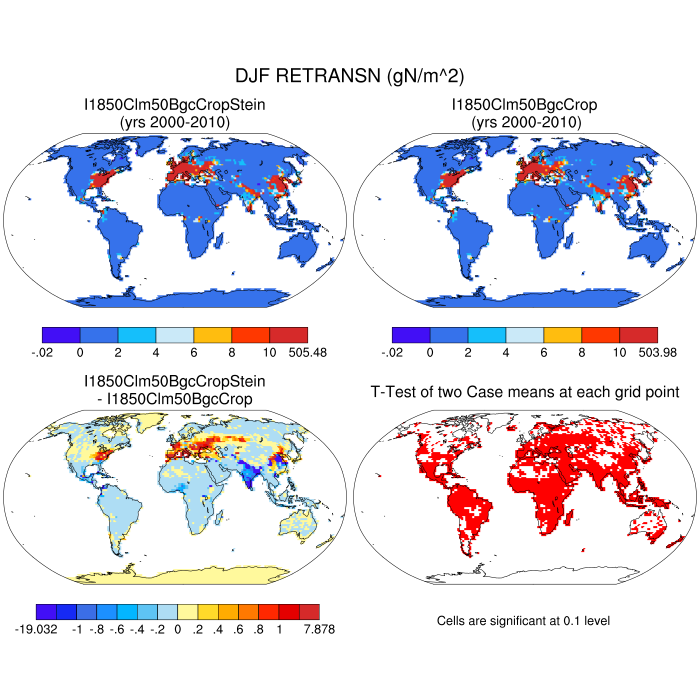 DJF RETRANSN (gN/m^2)
I1850Clm50BgcCropStein
(yrs 2000-2010)
I1850Clm50BgcCrop
(yrs 2000-2010)
-.02 0 2 4 6 8 10 505.48
-.02 0 2 4 6 8 10 503.98
I1850Clm50BgcCropStein
- I1850Clm50BgcCrop
T-Test of two Case means at each grid point
-19.032 -1 -.8 -.6 -.4 -.2 0 .2 .4 .6 .8 1 7.878
Cells are significant at 0.1 level